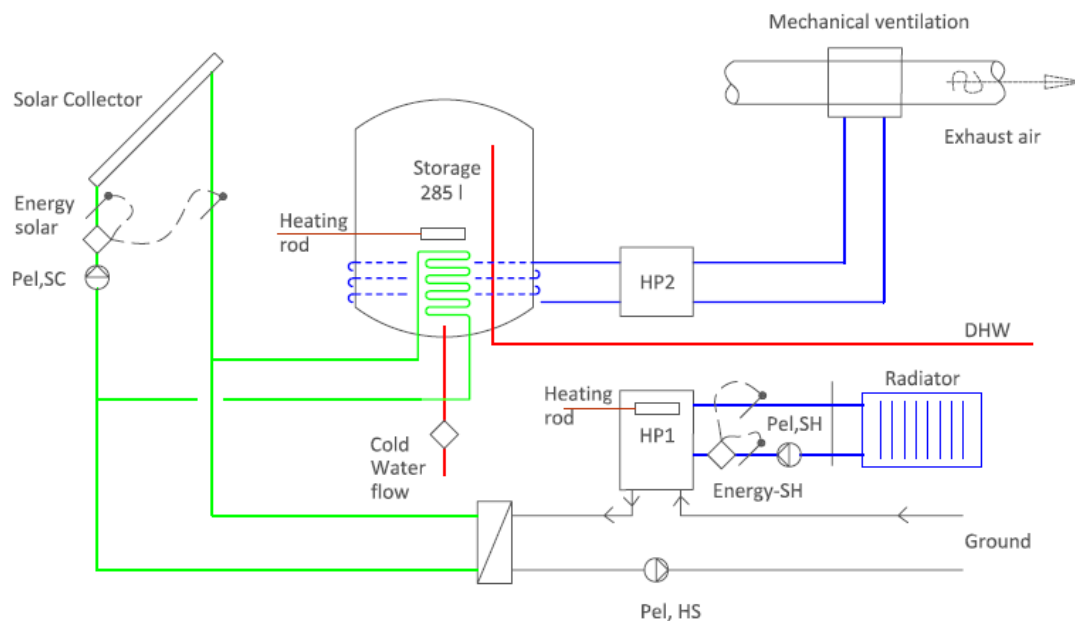 Mechanical ventilation
Solar Collector
Exhaust air
Storage
285 l
Energy
solar
Heating
rod
Pel,SC
HP2
DHW
Heating
rod
Radiator
HP1
Pel,SH
Cold
Water
flow
Energy-SH
Ground
Pel, HS